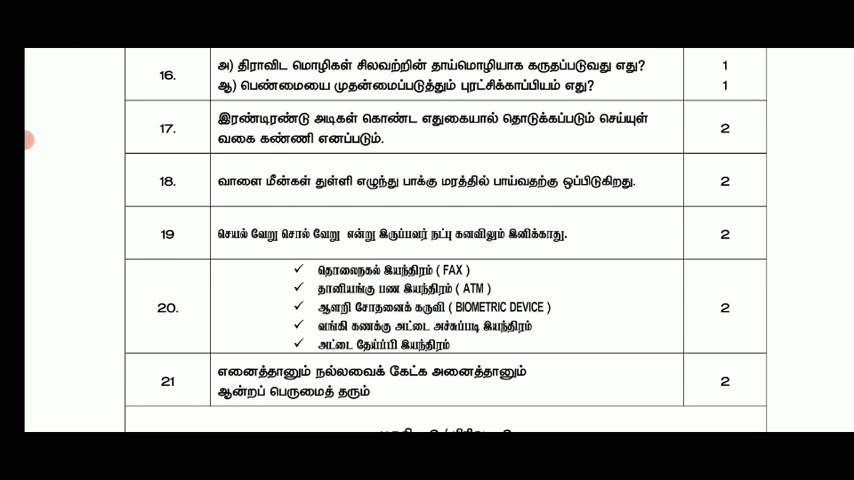 16. அ) திராவிட மொழிகள் சிலவற்றின் தாய்மொழியாக கருதப்படுவது எது? 1
ஆ) பெண்மையை முதன்மைப்படுத்தும் புரட்சிக்காப்பியம் எது? 1
17. இரண்டிரண்டு அடிகள் கொண்ட எதுகையால் தொடுக்கப்படும் செய்யுள் 2
வகை கண்ணி எனப்படும்.
18. வாளை மீன்கள் துள்ளி எழுந்து பாக்கு மரத்தில் பாய்வதற்கு ஒப்பிடுகிறது. 2
19 செயல் வேறு சொல் வேறு என்று இருப்பவர் நட்பு கனவிலும் இனிக்காது. 2
✓ தொலைநகல் இயந்திரம் ( FAX )
✓ தானியங்கு பண இயந்திரம் ( ATM )
20. ✓ ஆளறி சோதனைக் கருவி ( BIOMETRIC DEVICE ) 2
✓ வங்கி கணக்கு அட்டை அச்சுப்படி இயந்திரம்
✓ அட்டை தேய்ப்பி இயந்திரம்
21 எனைத்தானும் நல்லவைக் கேட்க அனைத்தானும் 2
ஆன்றப் பெருமைத் தரும்